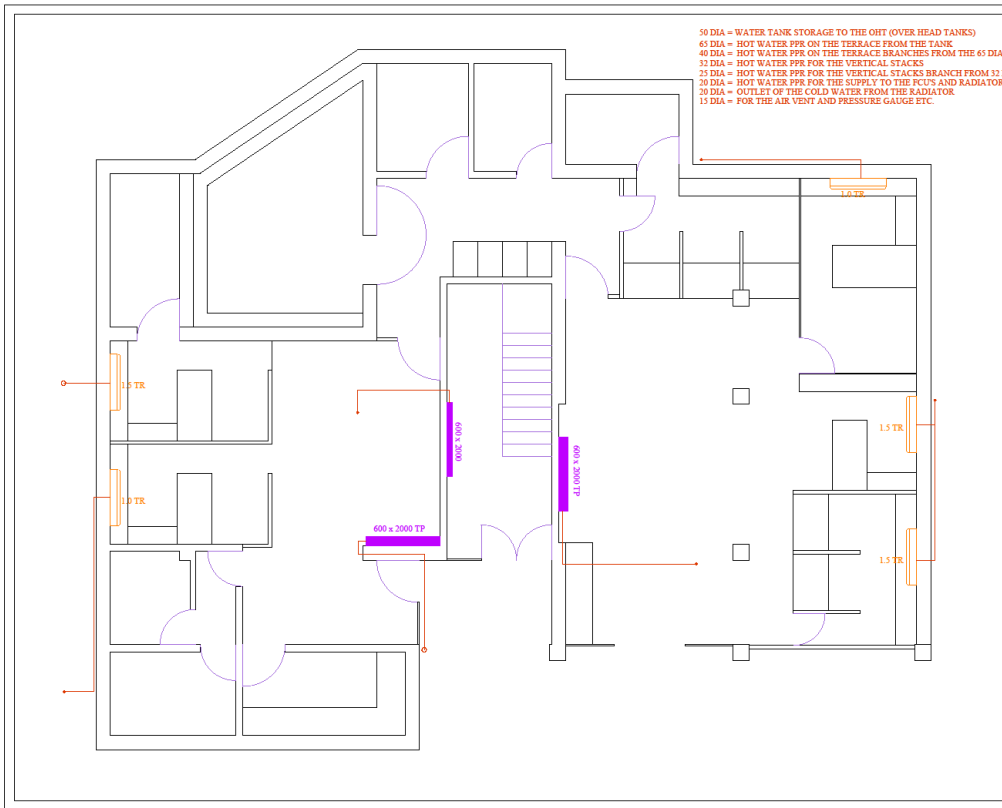 50 DIA = WATER TANK STORAGE TO THE OHT (OVER HEAD TANKS)
65 DIA = HOT WATER PPR ON THE TERRACE FROM THE TANK
40 DIA = HOT WATER PPR ON THE TERRACE BRANCHES FROM THE 65 DIA
32 DIA = HOT WATER PPR FOR THE VERTICAL STACKS
25 DIA = HOT WATER PPR FOR THE VERTICAL STACKS BRANCH FROM 32
20 DIA = HOT WATER PPR FOR THE SUPPLY TO THE FCU'S AND RADIATOR
20 DIA = OUTLET OF THE COLD WATER FROM THE RADIATOR
15 DIA = FOR THE AIR VENT AND PRESSURE GAUGE ETC.
1.0 TR.
1.5 TR
600 x 2000
1.5 TR
600 x 2000 TP
1.0 TR
600 x 2000 TP
1.5 TR